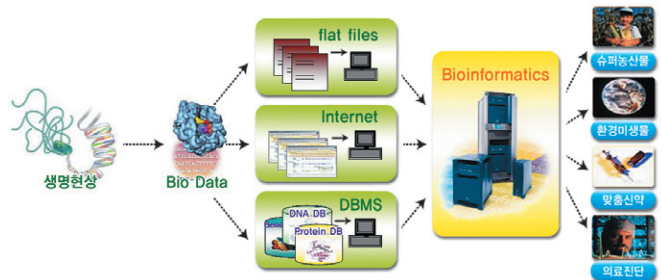 생명현상
Bio Data
flat files
Internet
DBMS
DNA DB
Protein DB
Bioinformatics
슈퍼농산물
환경미생물
맞춤신약
의료진단